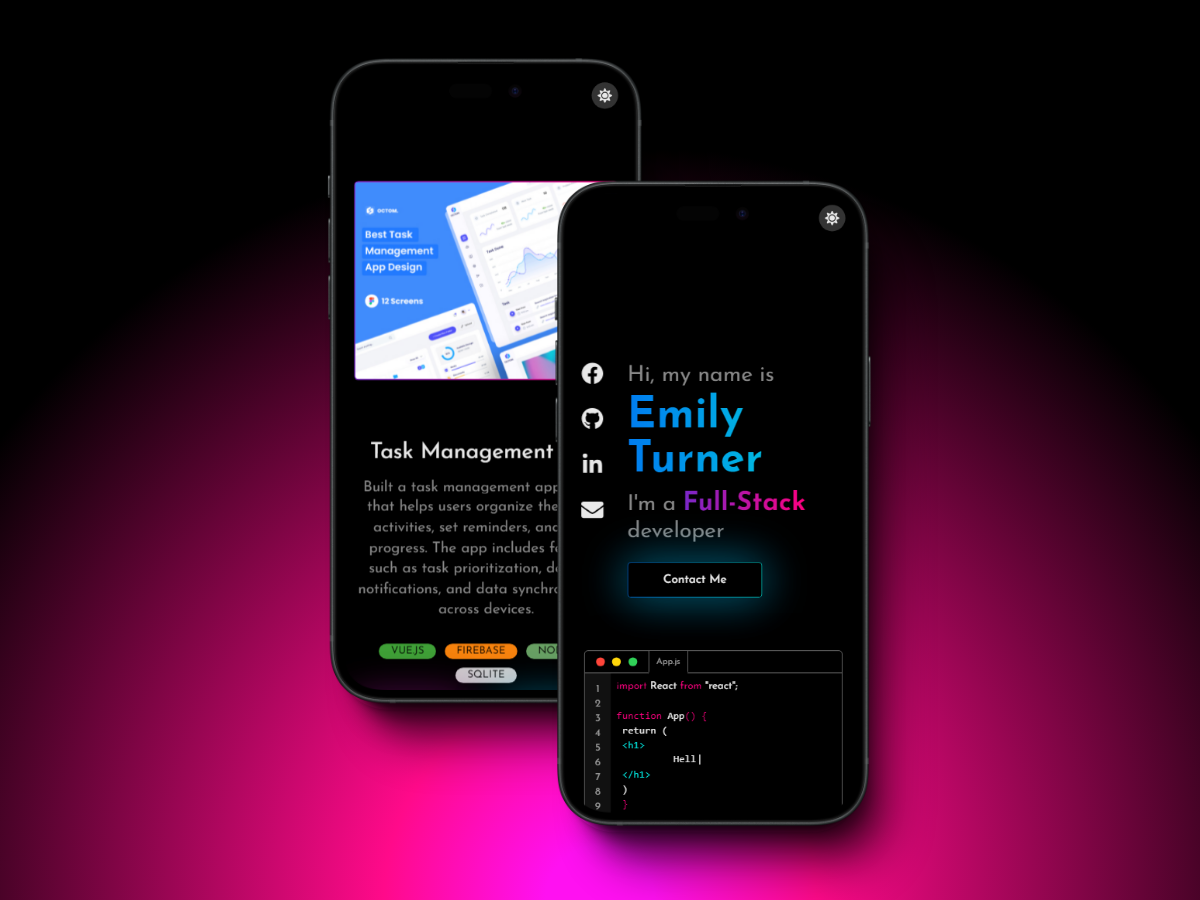 OCTOM.
Best Task
Management
App Design
12 Screens
Task Management
Built a task management app
that helps users organize the
activities, set reminders, and
progress. The app includes f
such as task prioritization, d
notifications, and data synchro
across devices.
VUE.JS
FIREBASE
NO
SQLITE
Hi, my name is
Emily
Turner
I'm a Full-Stack
developer
Contact Me
App.js
1 import React from "react";
2
3 function App() {
4 return (
5 <h1>
6 Hell|
7 </h1>
8 )
9 }